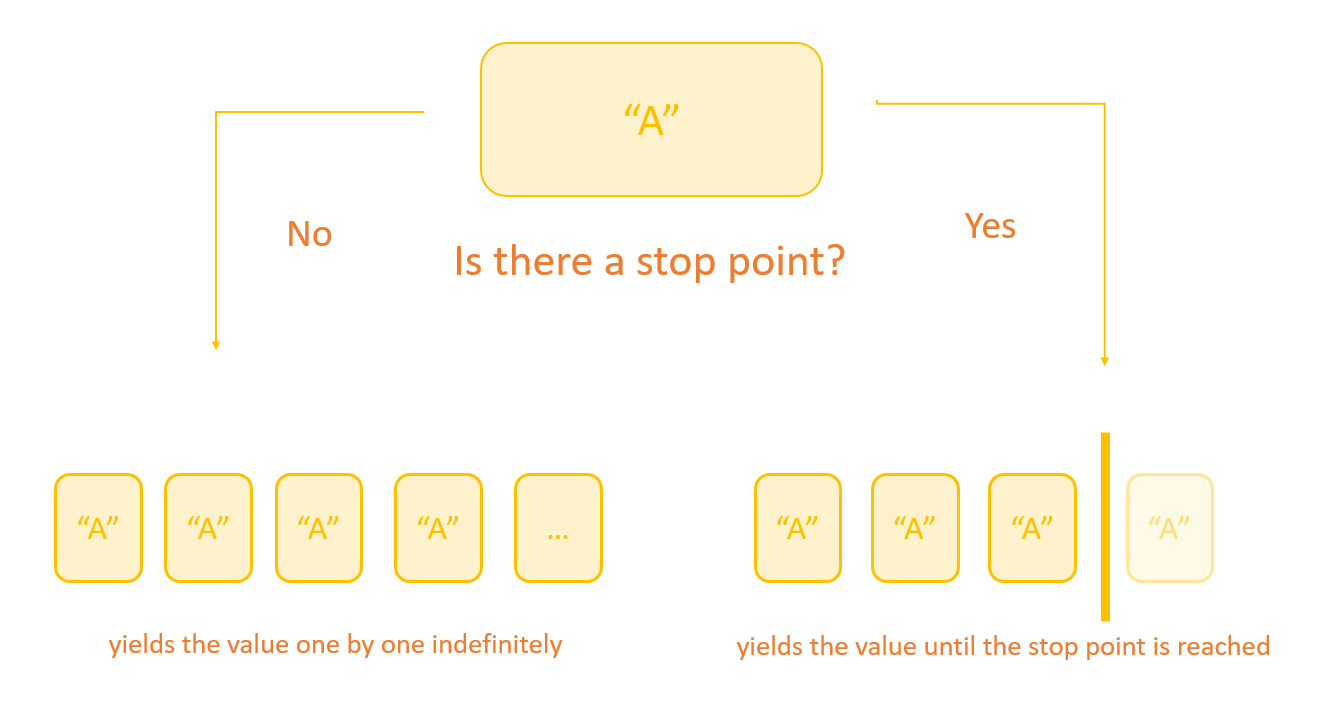 “A”
No
Yes
Is there a stop point?
“A” “A” “A” “A” ...
“A” “A” “A” “A”
yields the value one by one indefinitely
yields the value until the stop point is reached